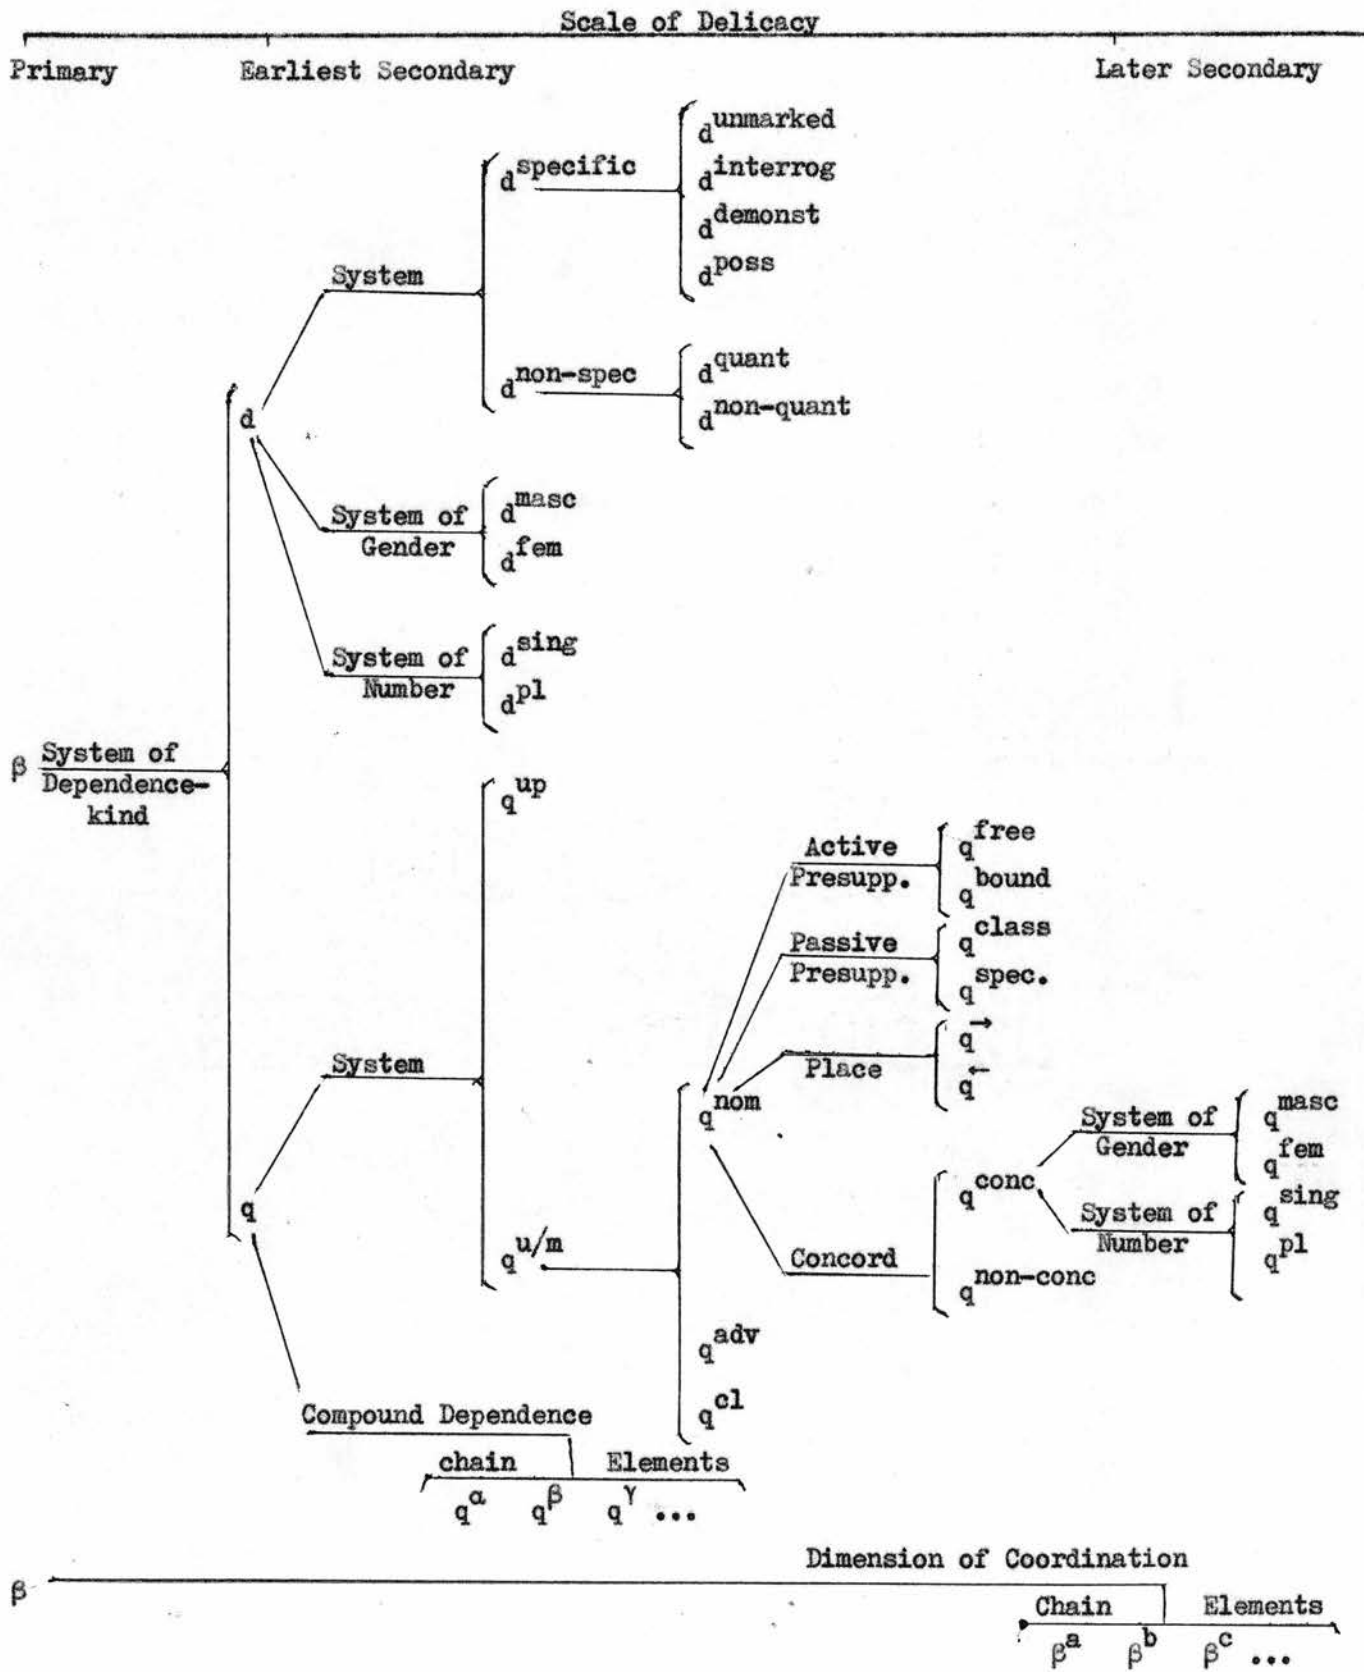 Scale of Delicacy
Primary Earliest Secondary Later Secondary
d^unmarked
d^specific d^interrog
d^demonst
d^poss
System
d^quant
d^non-spec
d^non-quant
d
d^masc
System of
Gender
d^fem
d^sing
System of
Number
d^pl
β System of
Dependence-
kind
q^up
q^free
Active
Presupp.
q^bound
q^class
Passive
Presupp.
q^spec.
q^→
Place
q^←
System
q^nom
q^masc
System of
Gender
q^fem
q^conc
q^sing
System of
Number
q^pl
q
q^u/m
Concord
q^non-conc
q^adv
q^cl
Compound Dependence
chain Elements
q^α q^β q^γ ...
Dimension of Coordination
β
Chain Elements
β^a β^b β^c ...